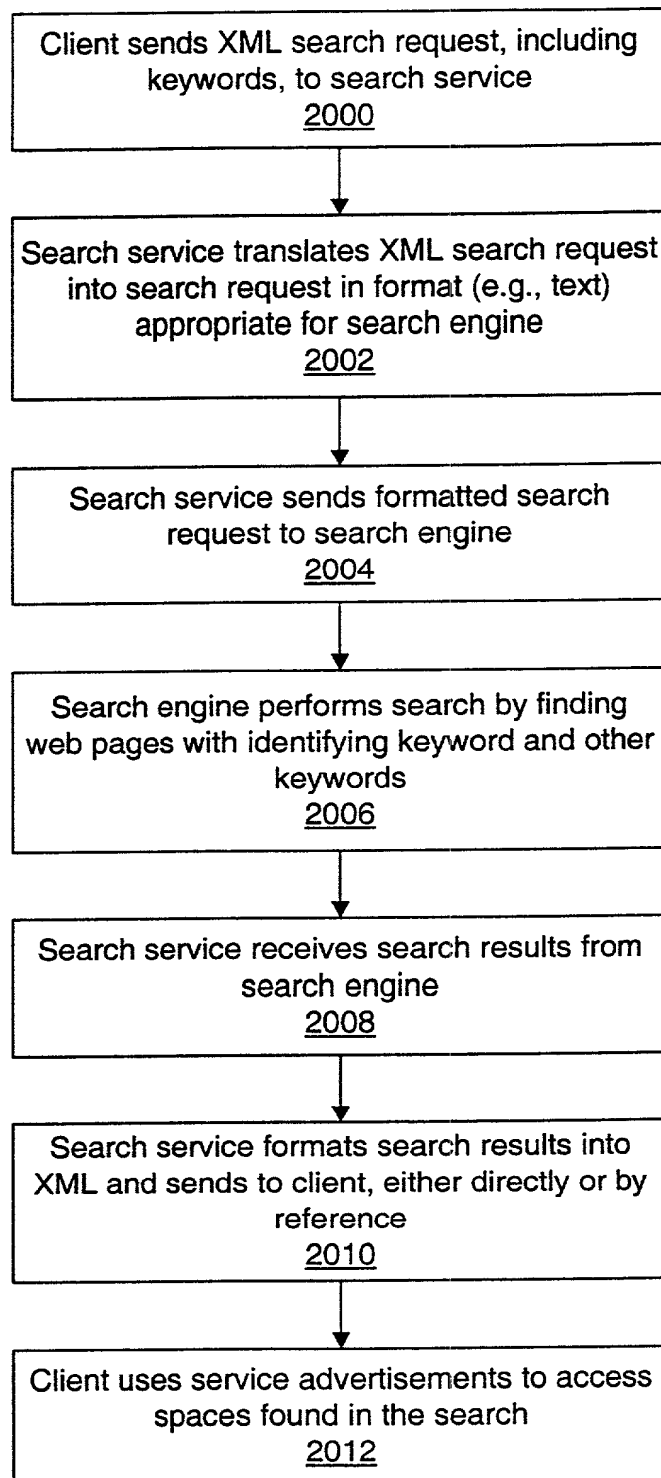 Client sends XML search request, including
keywords, to search service
2000
Search service translates XML search request
into search request in format (e.g., text)
appropriate for search engine
2002
Search service sends formatted search
request to search engine
2004
Search engine performs search by finding
web pages with identifying keyword and other
keywords
2006
Search service receives search results from
search engine
2008
Search service formats search results into
XML and sends to client, either directly or by
reference
2010
Client uses service advertisements to access
spaces found in the search
2012